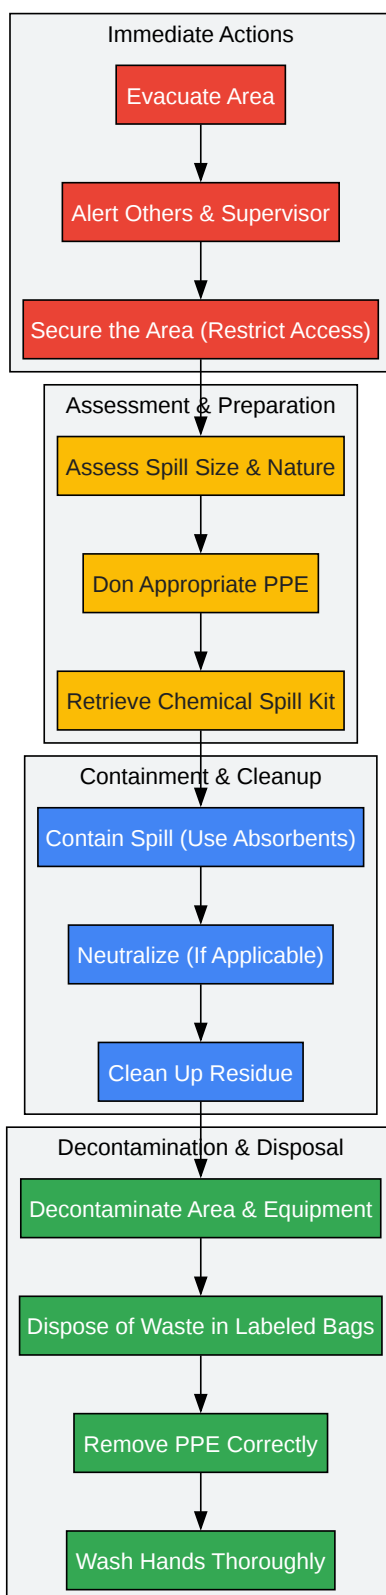 Immediate Actions
Evacuate Area
Alert Others & Supervisor
Secure the Area (Restrict Access)
Assessment & Preparation
Assess Spill Size & Nature
Don Appropriate PPE
Retrieve Chemical Spill Kit
Containment & Cleanup
Contain Spill (Use Absorbents)
Neutralize (If Applicable)
Clean Up Residue
Decontamination & Disposal
Decontaminate Area & Equipment
Dispose of Waste in Labeled Bags
Remove PPE Correctly
Wash Hands Thoroughly